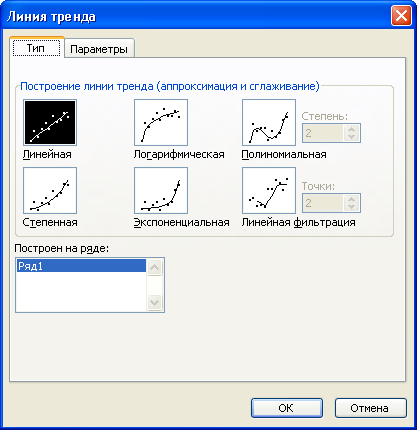 Линия тренда
Тип
Параметры
Построение линии тренда (аппроксимация и сглаживание)
Линейная
Логарифмическая
Полиномиальная
Степень:
2
Степенная
Экспоненциальная
Линейная фильтрация
Точки:
2
Построен на ряде:
Ряд1
ОК
Отмена